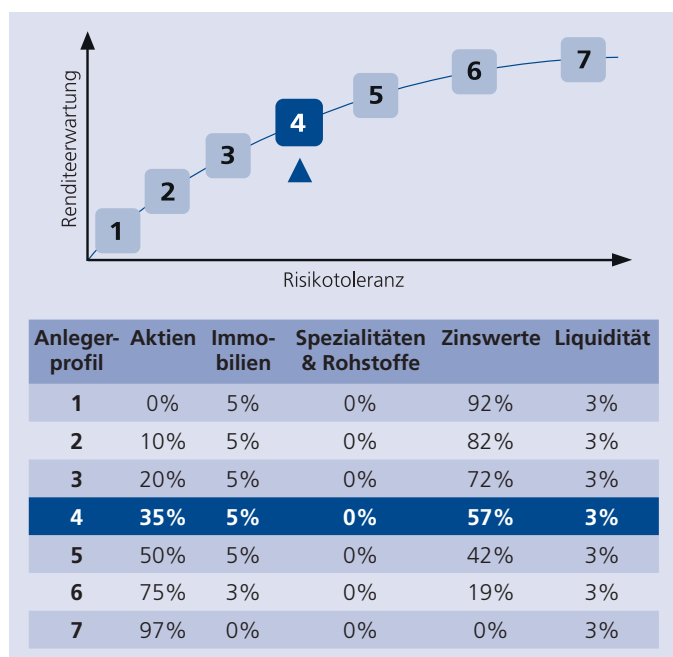 7
6
5
4
3
2
1
Renditeerwartung
Risikotoleranz
Anleger- Aktien Immo- Spezialitäten Zinswerte Liquidität
profil bilien & Rohstoffe
1 0% 5% 0% 92% 3%
2 10% 5% 0% 82% 3%
3 20% 5% 0% 72% 3%
4 35% 5% 0% 57% 3%
5 50% 5% 0% 42% 3%
6 75% 3% 0% 19% 3%
7 97% 0% 0% 0% 3%